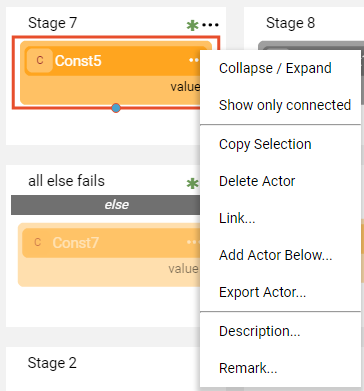 Stage 7
Stage 8
C Const5
value
Collapse / Expand
Show only connected
Copy Selection
Delete Actor
Link...
Add Actor Below...
Export Actor...
Description...
Remark...
all else fails
else
C Const7
value
Stage 2